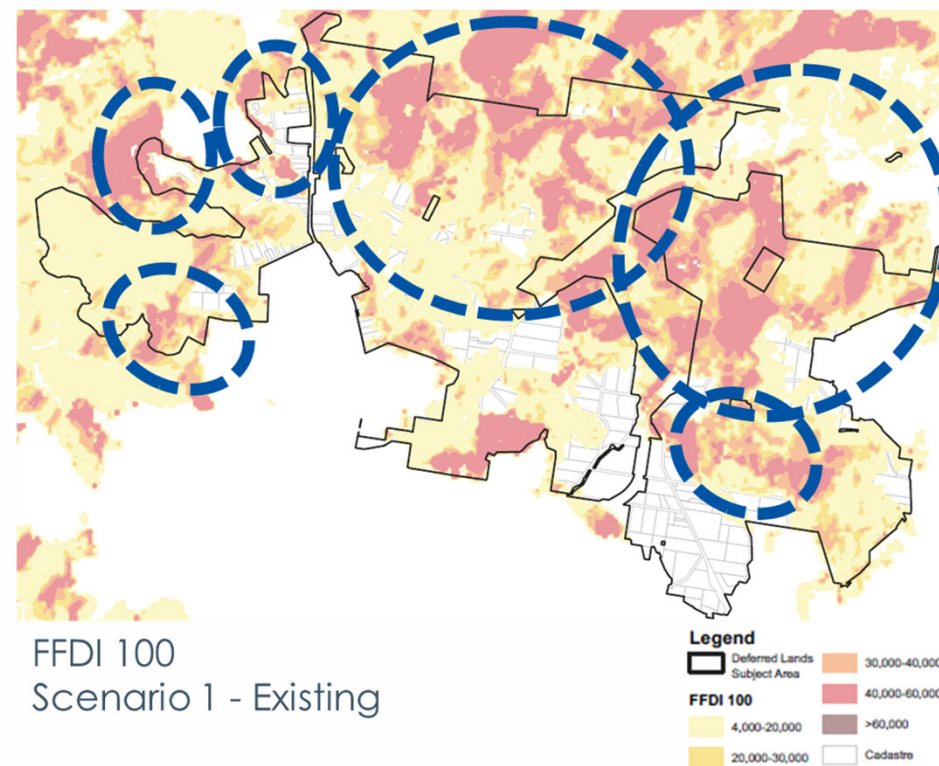 FFDI 100
Scenario 1 - Existing
Legend
Deferred Lands
Subject Area
FFDI 100
4,000-20,000
20,000-30,000
30,000-40,000
40,000-60,000
>60,000
Cadastre